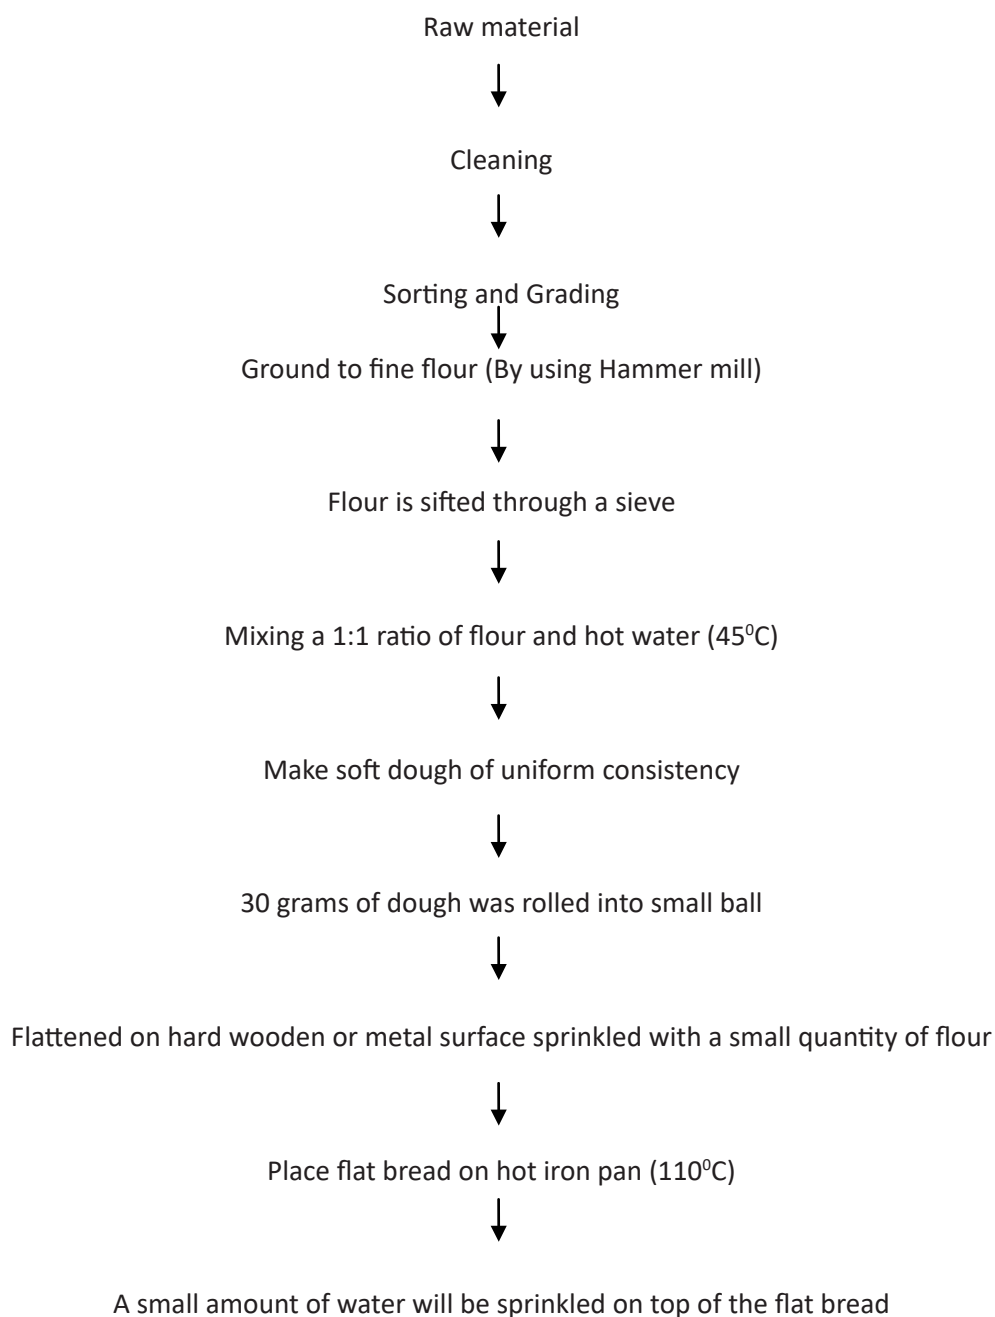 Raw material
Cleaning
Sorting and Grading
Ground to fine flour (By using Hammer mill)
Flour is sifted through a sieve
Mixing a 1:1 ratio of flour and hot water (45⁰C)
Make soft dough of uniform consistency
30 grams of dough was rolled into small ball
Flattened on hard wooden or metal surface sprinkled with a small quantity of flour
Place flat bread on hot iron pan (110⁰C)
A small amount of water will be sprinkled on top of the flat bread